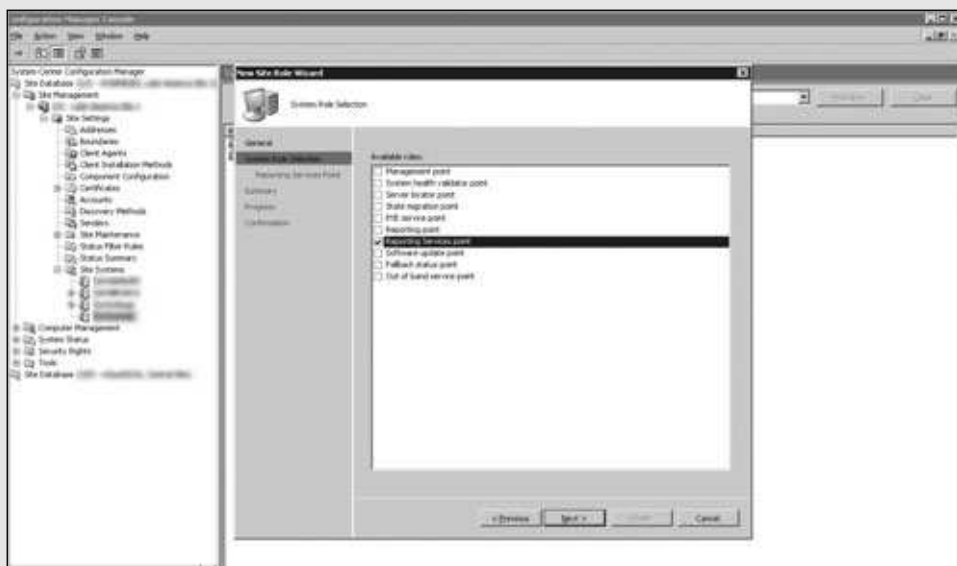 Configuration Manager Console
File Action View Window Help
System Center Configuration Manager
Site Database
Site Management
Site Settings
Addresses
Boundaries
Client Agents
Client Installation Methods
Component Configuration
Certificates
Accounts
Discovery Methods
Senders
Site Maintenance
Status Filter Rules
Status Summary
Site Systems
Computer Management
System Status
Security Rights
Tools
Site Database
New Site Role Wizard
System Role Selection
General
System Role Selection
Reporting Services Point
Summary
Progress
Confirmation
Available roles:
Management point
System health validator point
Server locator point
State migration point
PXE service point
Reporting point
Reporting Services point
Software update point
Fallback status point
Out of band service point
< Previous
Next >
Cancel